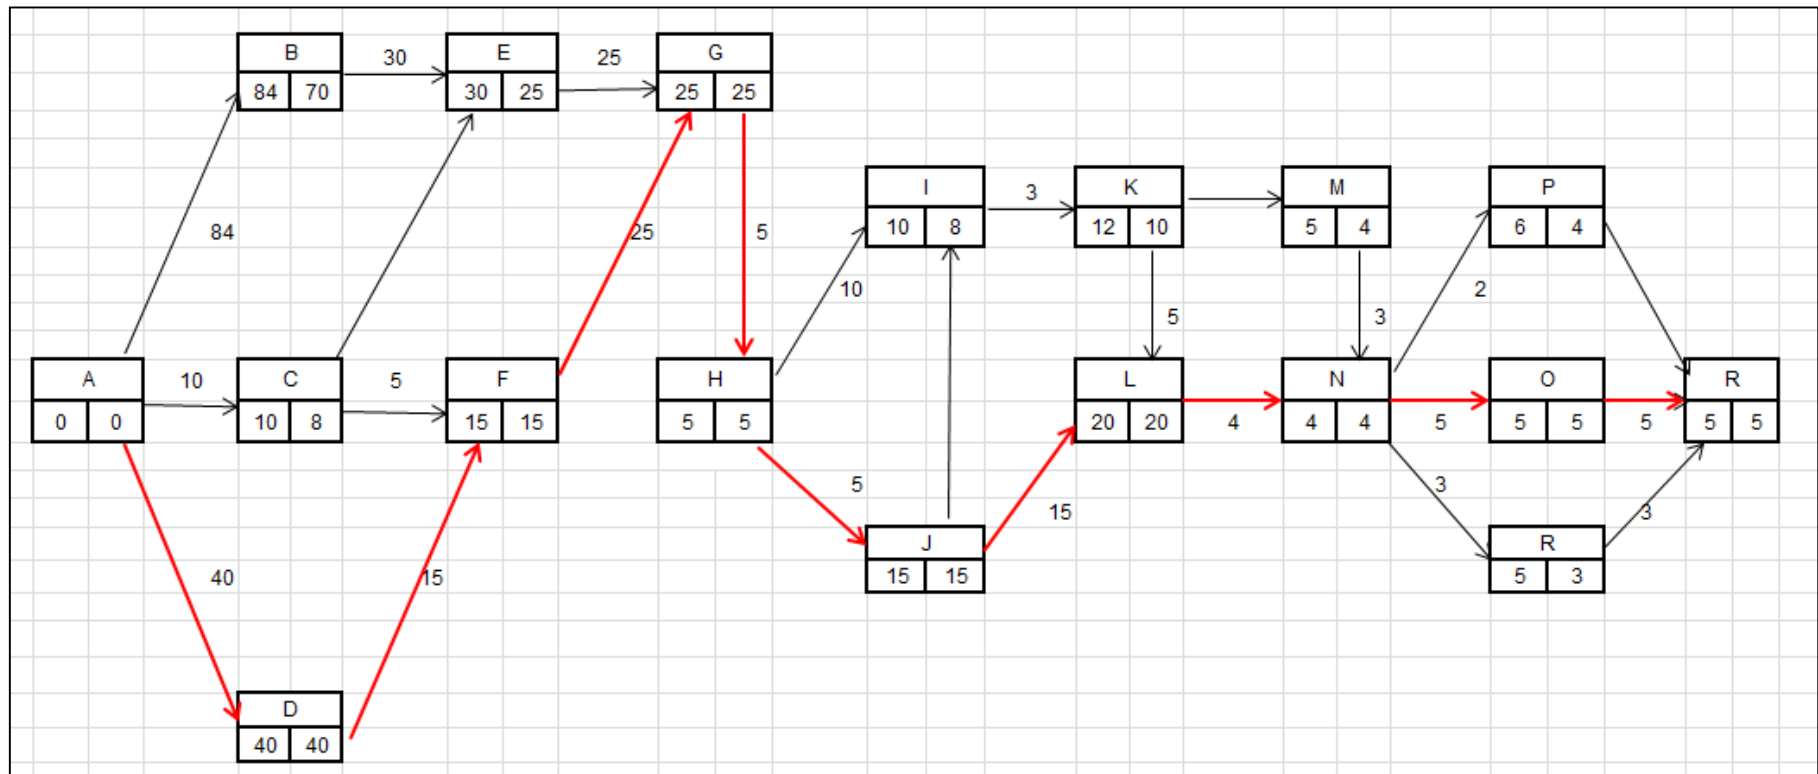 B 30 E 25 G
84 70 30 25 25 25
I 3 K M P
10 8 12 10 5 4 6 4
84 25 5
10 2
5 3
A 10 C 5 F H L N O R
0 0 10 8 15 15 5 5 20 20 4 4 4 5 5 5 5 5 5
5 3
15 3
J R
15 15 5 3
40 15
D
40 40